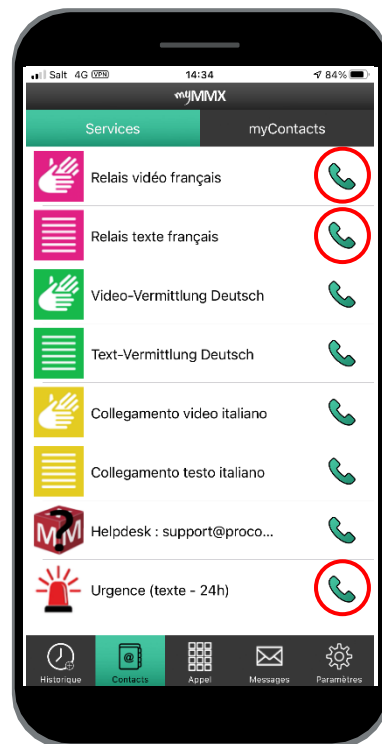 Salt 4G VPN 14:34 84%
myMMX
Services myContacts
Relais vidéo français
Relais texte français
Video-Vermittlung Deutsch
Text-Vermittlung Deutsch
Collegamento video italiano
Collegamento testo italiano
M?M Helpdesk : support@proco...
Urgence (texte - 24h)
@
Historique Contacts Appel Messages Paramètres